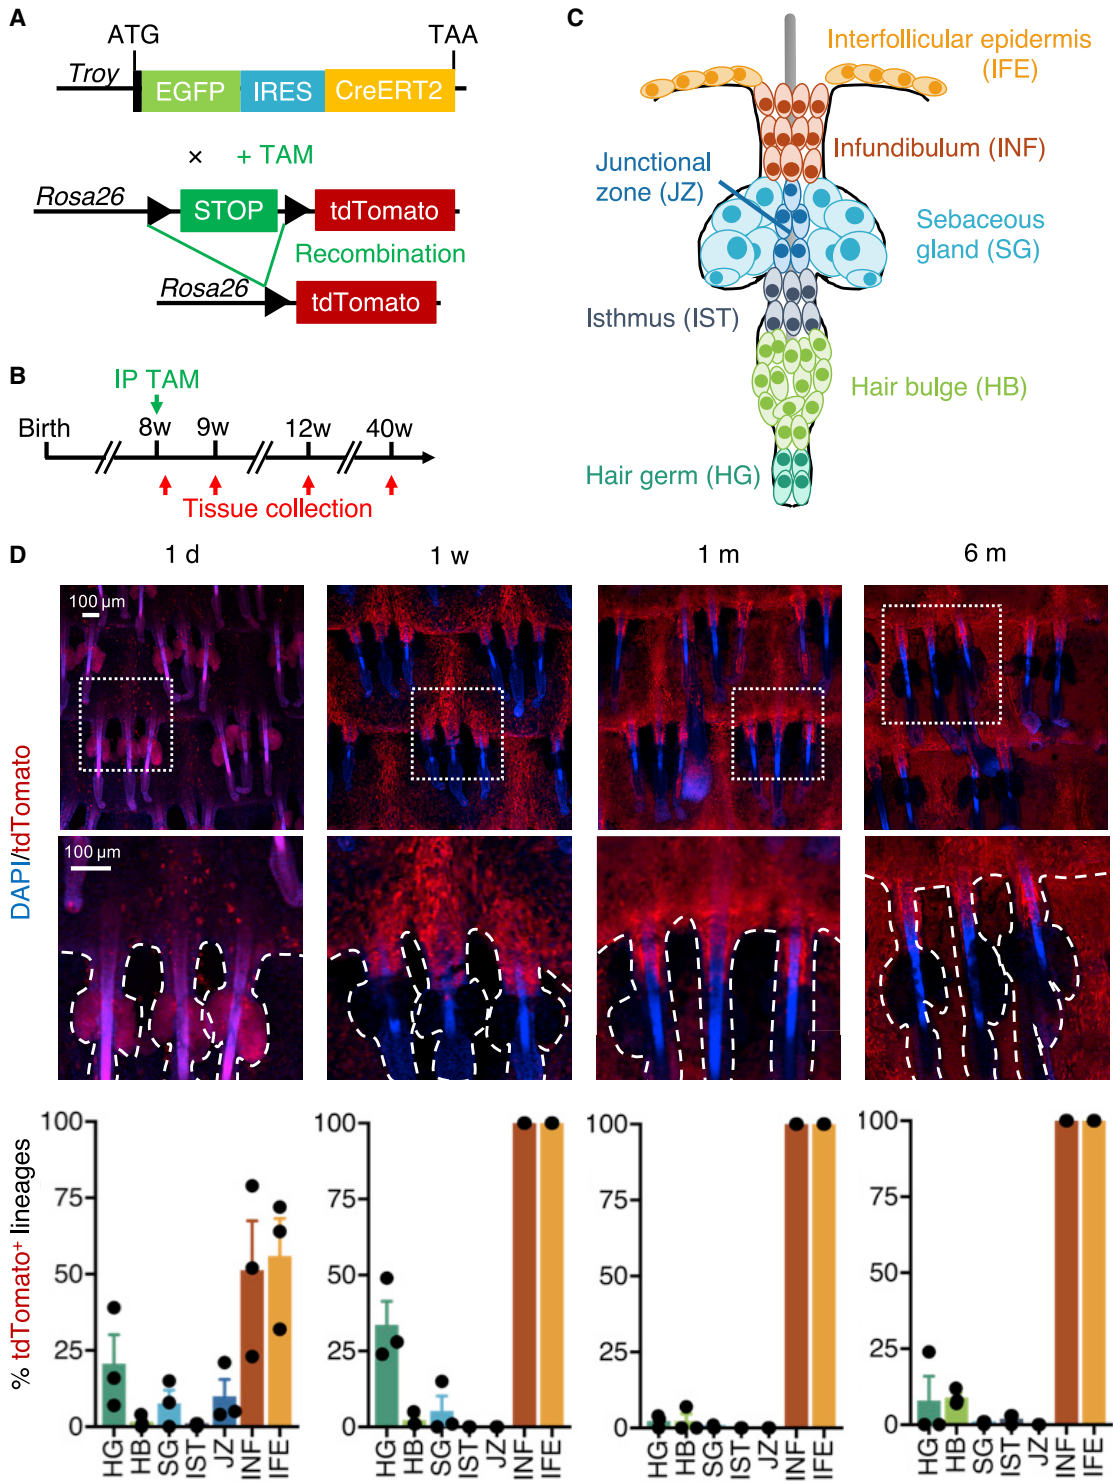 A
ATG
TAA
Troy
EGFP
IRES
CreERT2
× + TAM
Rosa26
STOP
tdTomato
Recombination
Rosa26
tdTomato
B
IP TAM
Birth
8w
9w
12w
40w
Tissue collection
C
Interfollicular epidermis
(IFE)
Infundibulum (INF)
Junctional
zone (JZ)
Sebaceous
gland (SG)
Isthmus (IST)
Hair bulge (HB)
Hair germ (HG)
D
1 d
1 w
1 m
6 m
DAPI/tdTomato
100 µm
100 µm
% tdTomato⁺ lineages
100
75
50
25
0
HG
HB
SG
IST
JZ
INF
IFE
100
75
50
25
0
HG
HB
SG
IST
JZ
INF
IFE
100
75
50
25
0
HG
HB
SG
IST
JZ
INF
IFE
100
75
50
25
0
HG
HB
SG
IST
JZ
INF
IFE